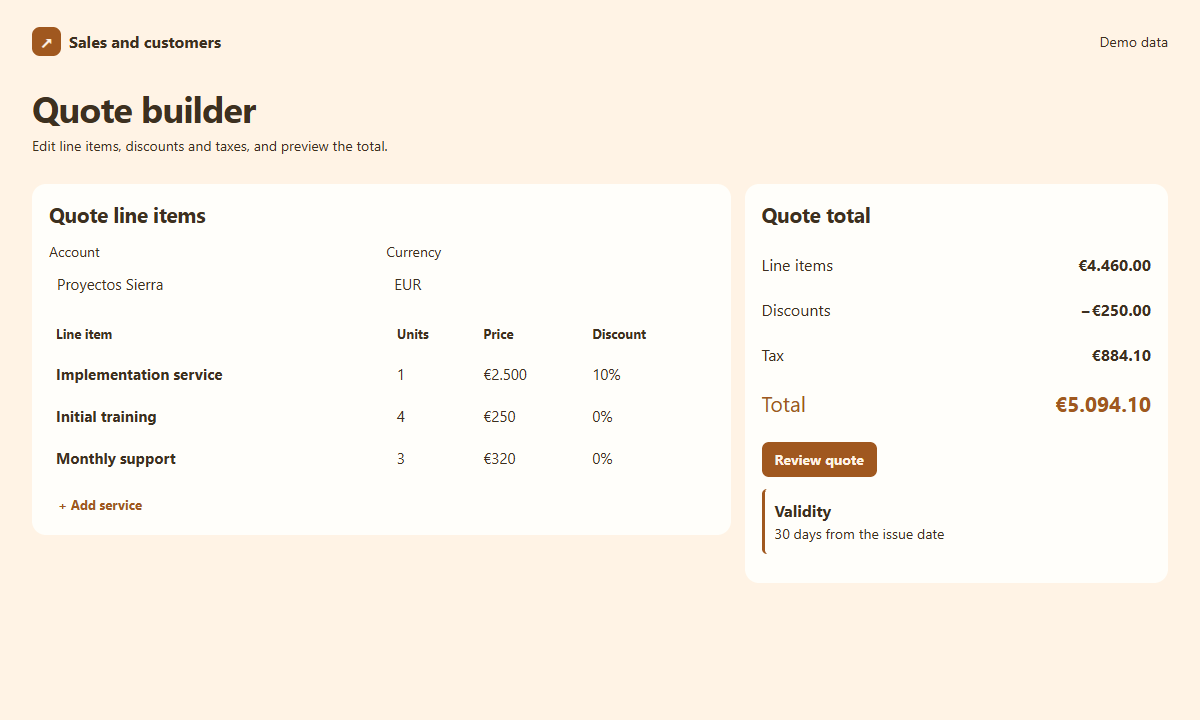 ↗ Sales and customers
Demo data
Quote builder
Edit line items, discounts and taxes, and preview the total.
Quote line items
Account
Currency
Proyectos Sierra
EUR
Line item Units Price Discount
Implementation service 1 €2.500 10%
Initial training 4 €250 0%
Monthly support 3 €320 0%
+ Add service
Quote total
Line items €4.460.00
Discounts –€250.00
Tax €884.10
Total €5.094.10
Review quote
Validity
30 days from the issue date